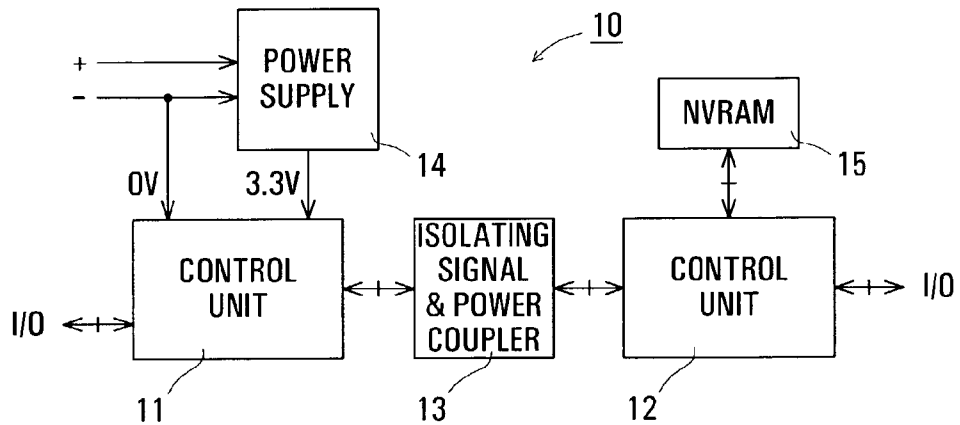 10
+
-
POWER
SUPPLY
14
NVRAM
15
0V
3.3V
CONTROL
UNIT
I/O
11
ISOLATING
SIGNAL
& POWER
COUPLER
13
CONTROL
UNIT
I/O
12